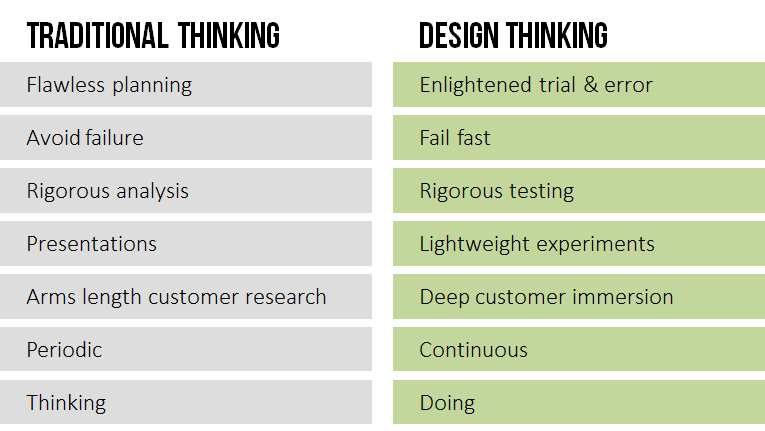 TRADITIONAL THINKING
DESIGN THINKING
Flawless planning
Enlightened trial & error
Avoid failure
Fail fast
Rigorous analysis
Rigorous testing
Presentations
Lightweight experiments
Arms length customer research
Deep customer immersion
Periodic
Continuous
Thinking
Doing